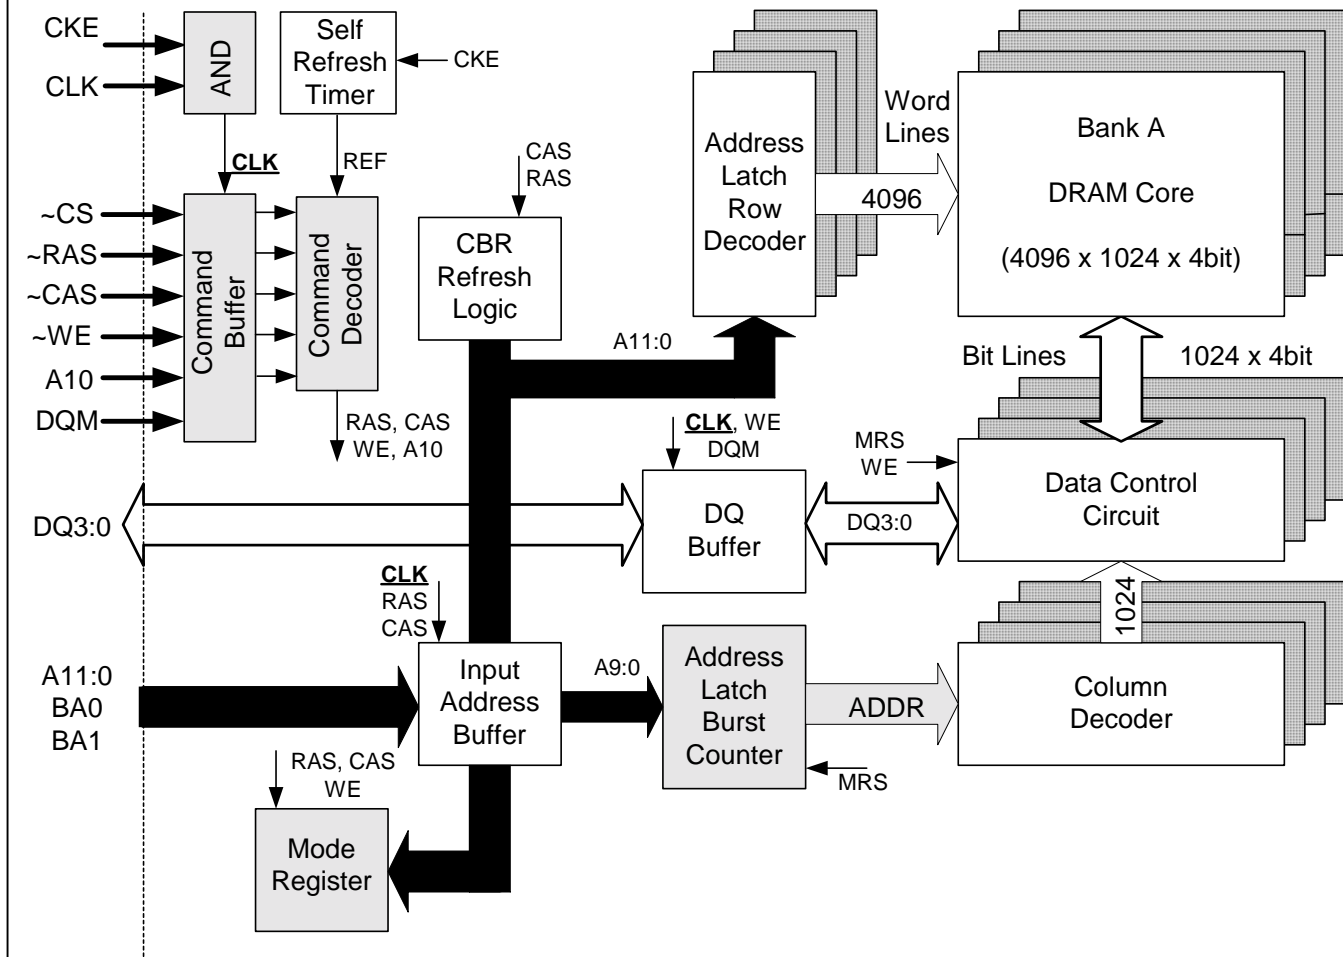 CKE
CLK
AND
Self
Refresh
Timer
CKE
CLK
REF
~CS
~RAS
~CAS
~WE
A10
DQM
Command
Buffer
Command
Decoder
RAS, CAS
WE, A10
CAS
RAS
CBR
Refresh
Logic
A11:0
Address
Latch
Row
Decoder
Word
Lines
4096
Bank A
DRAM Core
(4096 x 1024 x 4bit)
Bit Lines
1024 x 4bit
CLK, WE
DQM
MRS
WE
DQ3:0
DQ
Buffer
DQ3:0
Data Control
Circuit
1024
CLK
RAS
CAS
A11:0
BA0
BA1
Input
Address
Buffer
A9:0
Address
Latch
Burst
Counter
ADDR
Column
Decoder
MRS
RAS, CAS
WE
Mode
Register